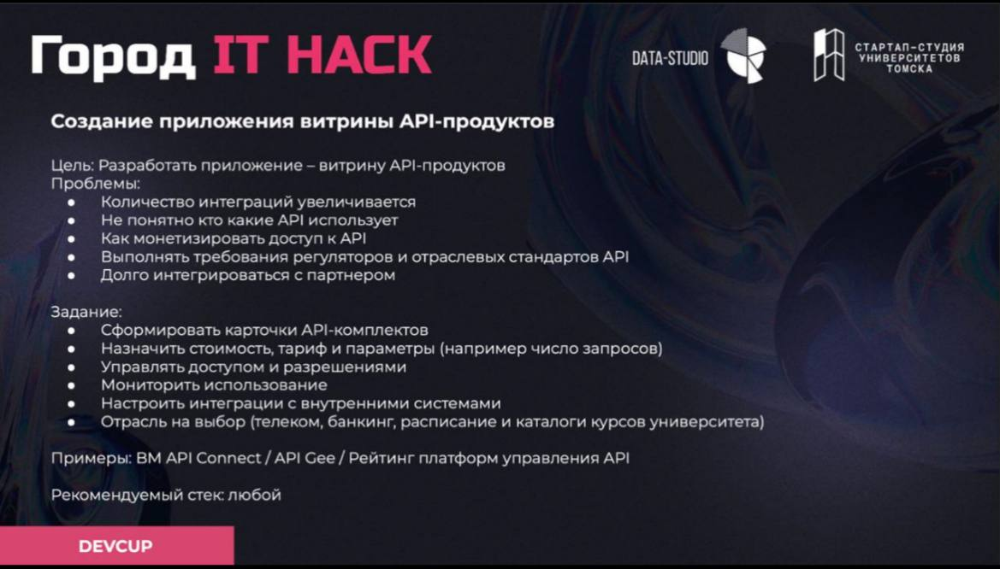 Город IT HACK
DATA-STUDIO
СТАРТАП-СТУДИЯ
УНИВЕРСИТЕТОВ
ТОМСКА
Создание приложения витрины API-продуктов
Цель: Разработать приложение – витрину API-продуктов
Проблемы:
● Количество интеграций увеличивается
● Не понятно кто какие API использует
● Как монетизировать доступ к API
● Выполнять требования регуляторов и отраслевых стандартов API
● Долго интегрироваться с партнером
Задание:
● Сформировать карточки API-комплектов
● Назначить стоимость, тариф и параметры (например число запросов)
● Управлять доступом и разрешениями
● Мониторить использование
● Настроить интеграции с внутренними системами
● Отрасль на выбор (телеком, банкинг, расписание и каталоги курсов университета)
Примеры: BM API Connect / API Gee / Рейтинг платформ управления API
Рекомендуемый стек: любой
DEVCUP